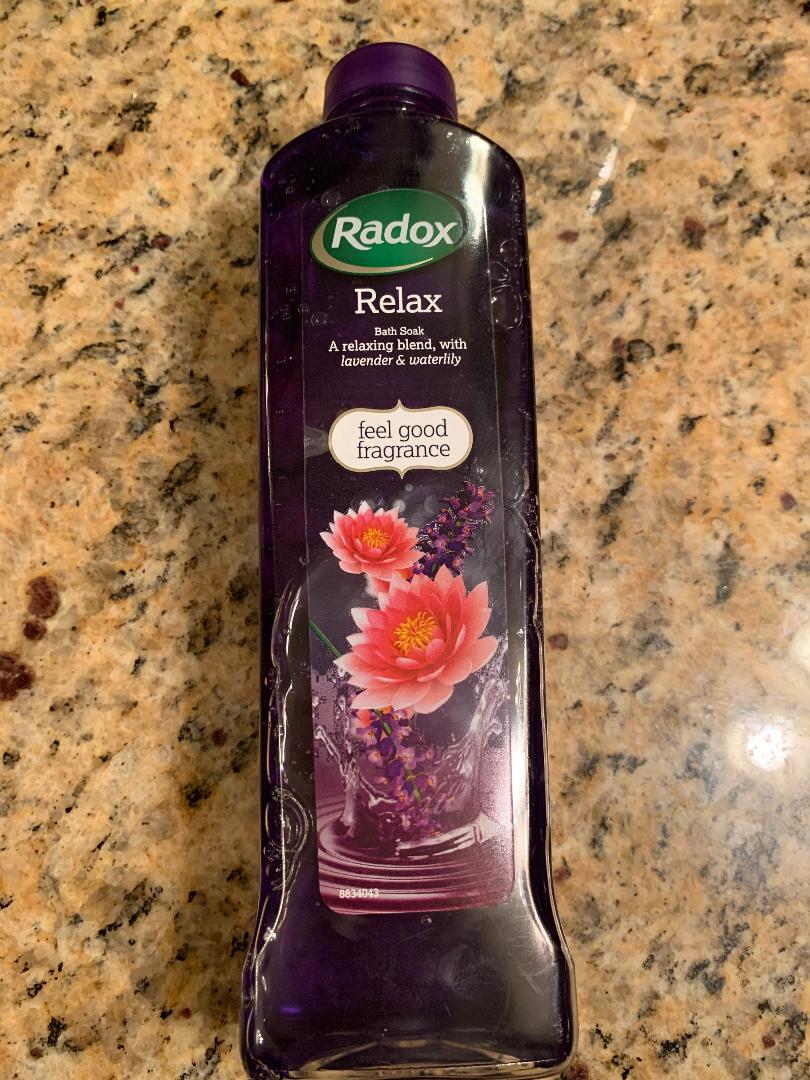 Radox
Relax
Bath Soak
A relaxing blend, with
lavender & waterlily
feel good
fragrance
8834043